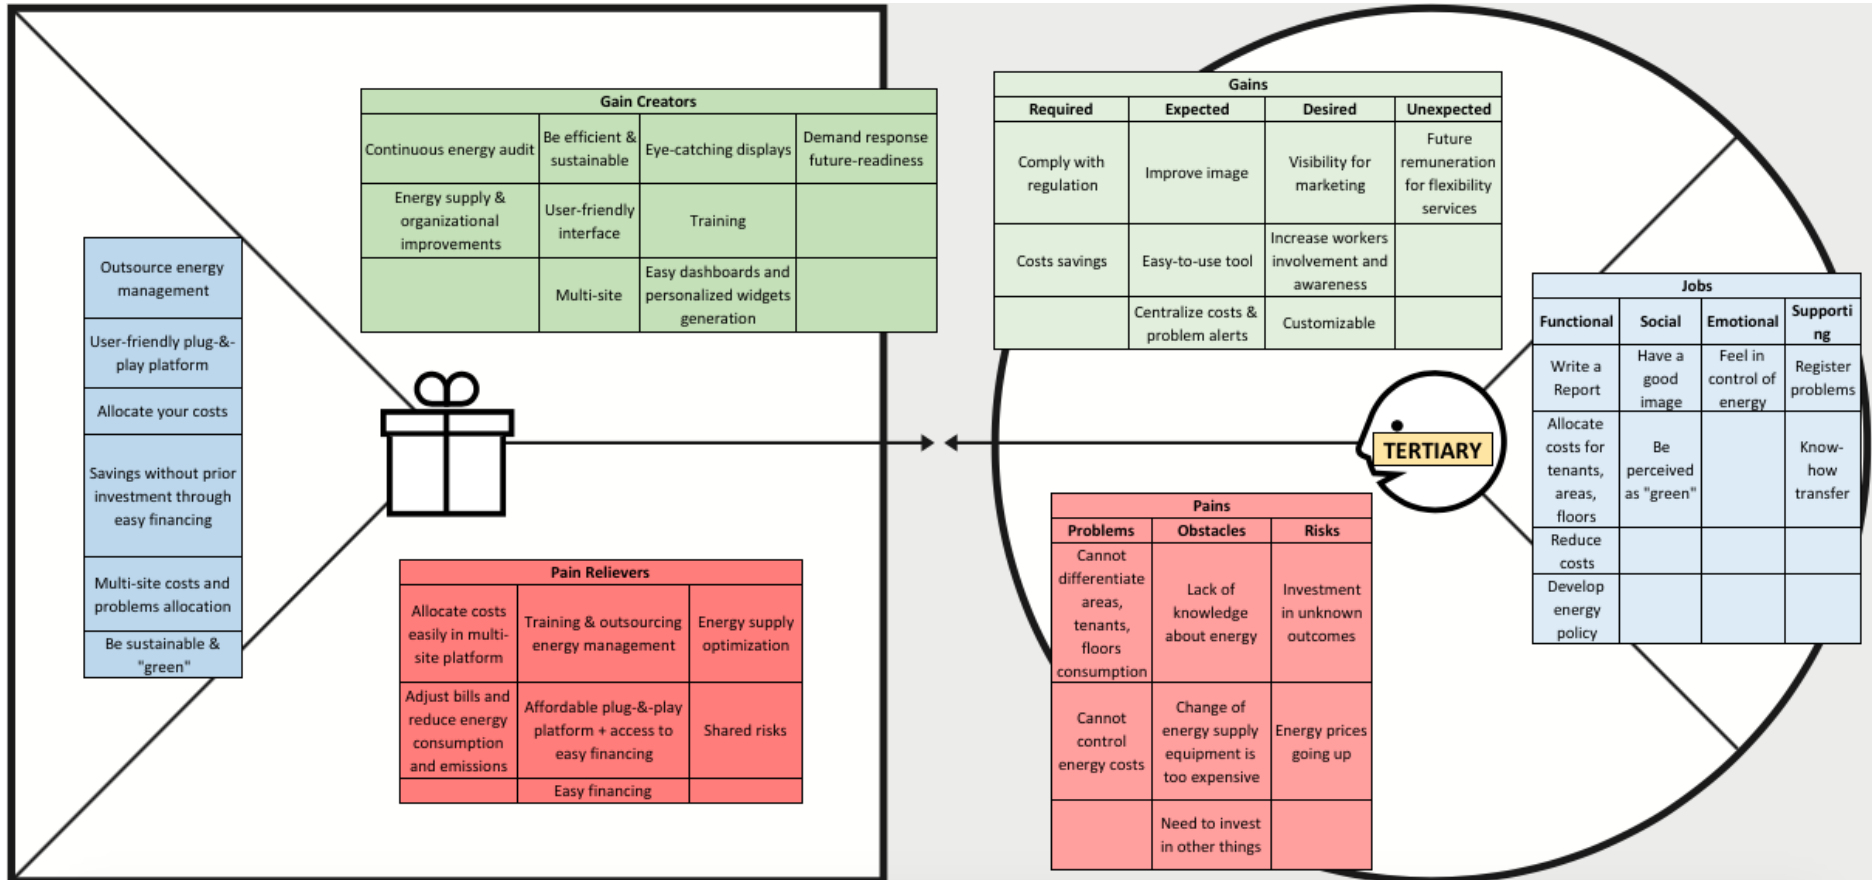 Gain Creators
Continuous energy audit
Be efficient &
sustainable
Eye-catching displays
Demand response
future-readiness
Energy supply &
organizational
improvements
User-friendly
interface
Training
Multi-site
Easy dashboards and
personalized widgets
generation
Outsource energy
management
User-friendly plug-&-
play platform
Allocate your costs
Savings without prior
investment through
easy financing
Multi-site costs and
problems allocation
Be sustainable &
"green"
Pain Relievers
Allocate costs
easily in multi-
site platform
Training & outsourcing
energy management
Energy supply
optimization
Adjust bills and
reduce energy
consumption
and emissions
Affordable plug-&-play
platform + access to
easy financing
Shared risks
Easy financing
Gains
Required
Expected
Desired
Unexpected
Comply with
regulation
Improve image
Visibility for
marketing
Future
remuneration
for flexibility
services
Costs savings
Easy-to-use tool
Increase workers
involvement and
awareness
Centralize costs &
problem alerts
Customizable
TERTIARY
Jobs
Functional
Social
Emotional
Supporti
ng
Write a
Report
Have a
good
image
Feel in
control of
energy
Register
problems
Allocate
costs for
tenants,
areas,
floors
Be
perceived
as "green"
Know-
how
transfer
Reduce
costs
Develop
energy
policy
Pains
Problems
Obstacles
Risks
Cannot
differentiate
areas,
tenants,
floors
consumption
Lack of
knowledge
about energy
Investment
in unknown
outcomes
Cannot
control
energy costs
Change of
energy supply
equipment is
too expensive
Energy prices
going up
Need to invest
in other things